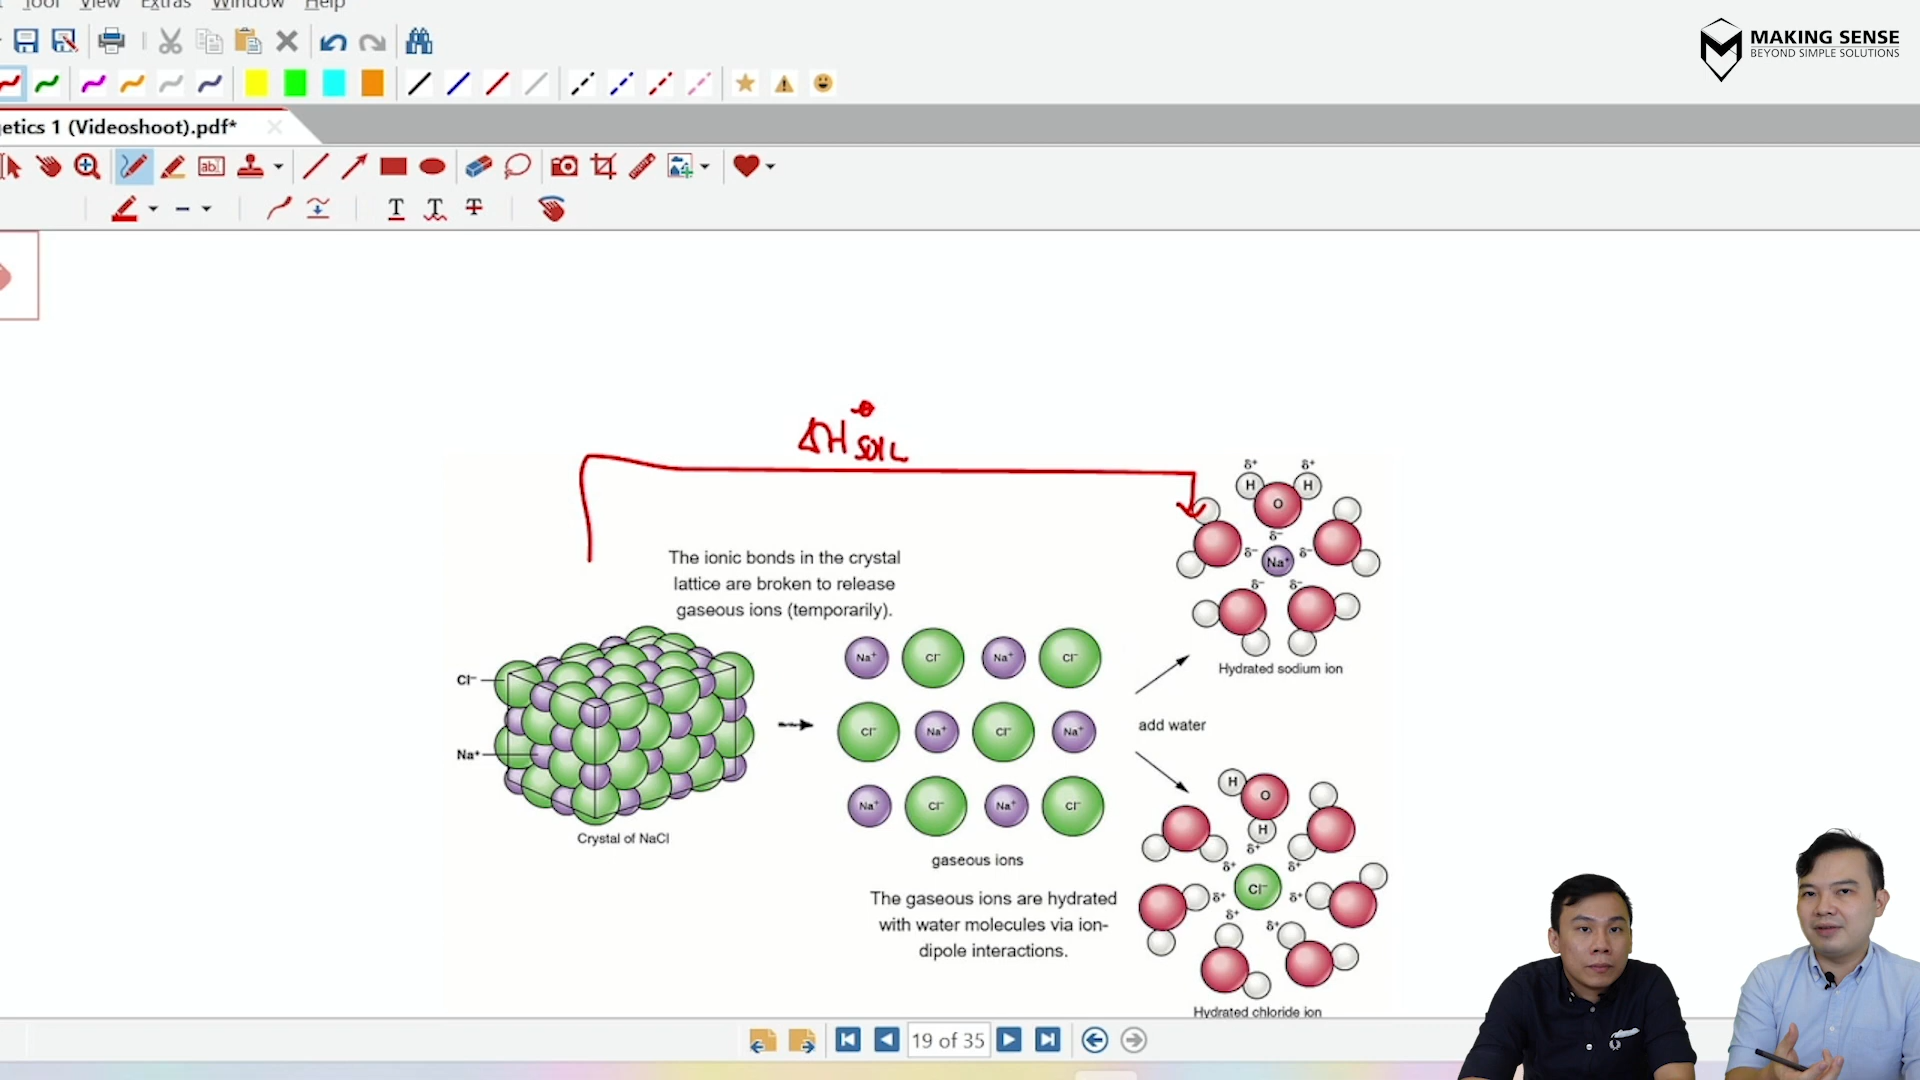 Tool View Extras Window Help
MAKING SENSE
BEYOND SIMPLE SOLUTIONS
etics 1 (Videoshoot).pdf*
ab
T T T
ΔH⦵soln
The ionic bonds in the crystal
lattice are broken to release
gaseous ions (temporarily).
δ+ δ+
H H
O
δ-
δ- Na+ δ-
δ- δ-
Hydrated sodium ion
Cl-
Na+
Crystal of NaCl
Na+ Cl- Na+ Cl-
Cl- Na+ Cl- Na+
Na+ Cl- Na+ Cl-
gaseous ions
add water
The gaseous ions are hydrated
with water molecules via ion-
dipole interactions.
H O
H
δ+
δ+ δ+
δ+ Cl- δ+
δ+ δ+
Hydrated chloride ion
19 of 35